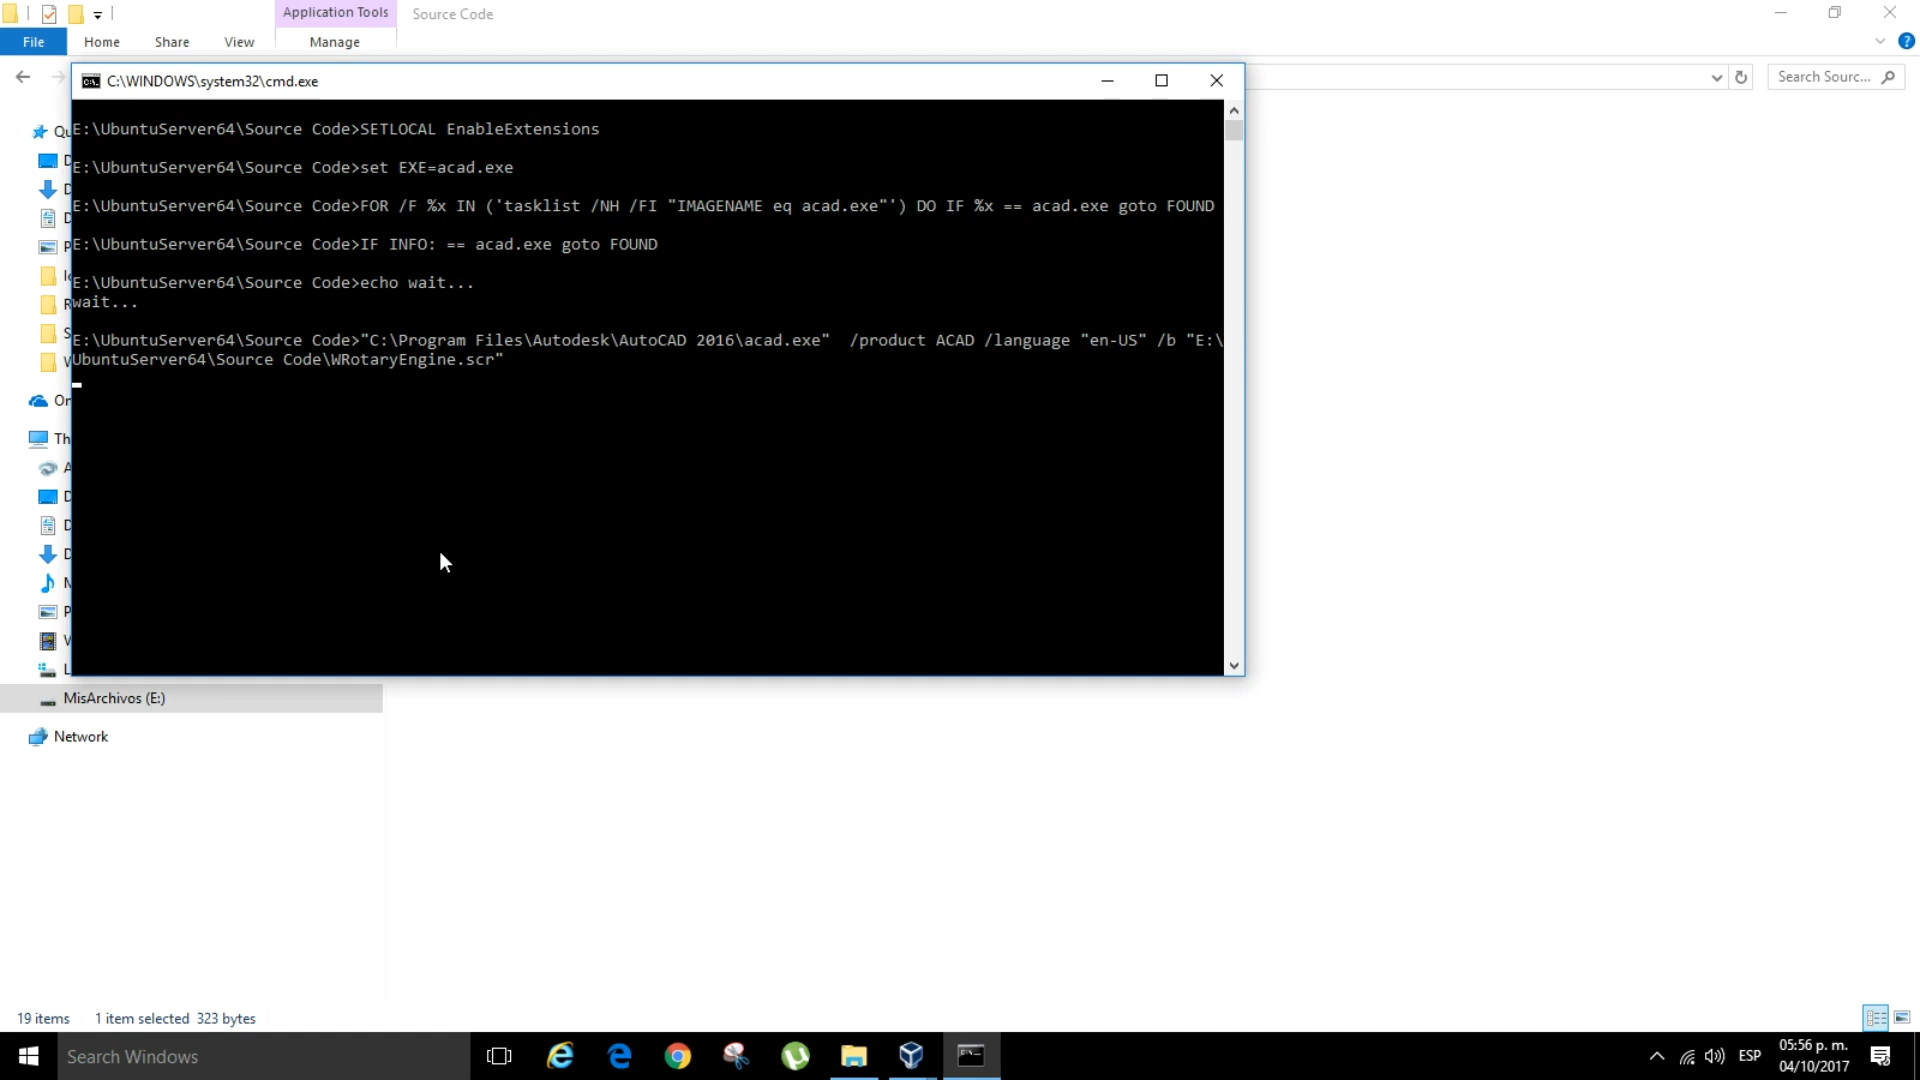 Application Tools
Source Code
File
Home
Share
View
Manage
C:\WINDOWS\system32\cmd.exe
Search Sourc...
E:\UbuntuServer64\Source Code>SETLOCAL EnableExtensions
E:\UbuntuServer64\Source Code>set EXE=acad.exe
E:\UbuntuServer64\Source Code>FOR /F %x IN ('tasklist /NH /FI "IMAGENAME eq acad.exe"') DO IF %x == acad.exe goto FOUND
E:\UbuntuServer64\Source Code>IF INFO: == acad.exe goto FOUND
E:\UbuntuServer64\Source Code>echo wait...
wait...
E:\UbuntuServer64\Source Code>"C:\Program Files\Autodesk\AutoCAD 2016\acad.exe"  /product ACAD /language "en-US" /b "E:\
UbuntuServer64\Source Code\WRotaryEngine.scr"
MisArchivos (E:)
Network
19 items
1 item selected 323 bytes
Search Windows
ESP
05:56 p. m.
04/10/2017